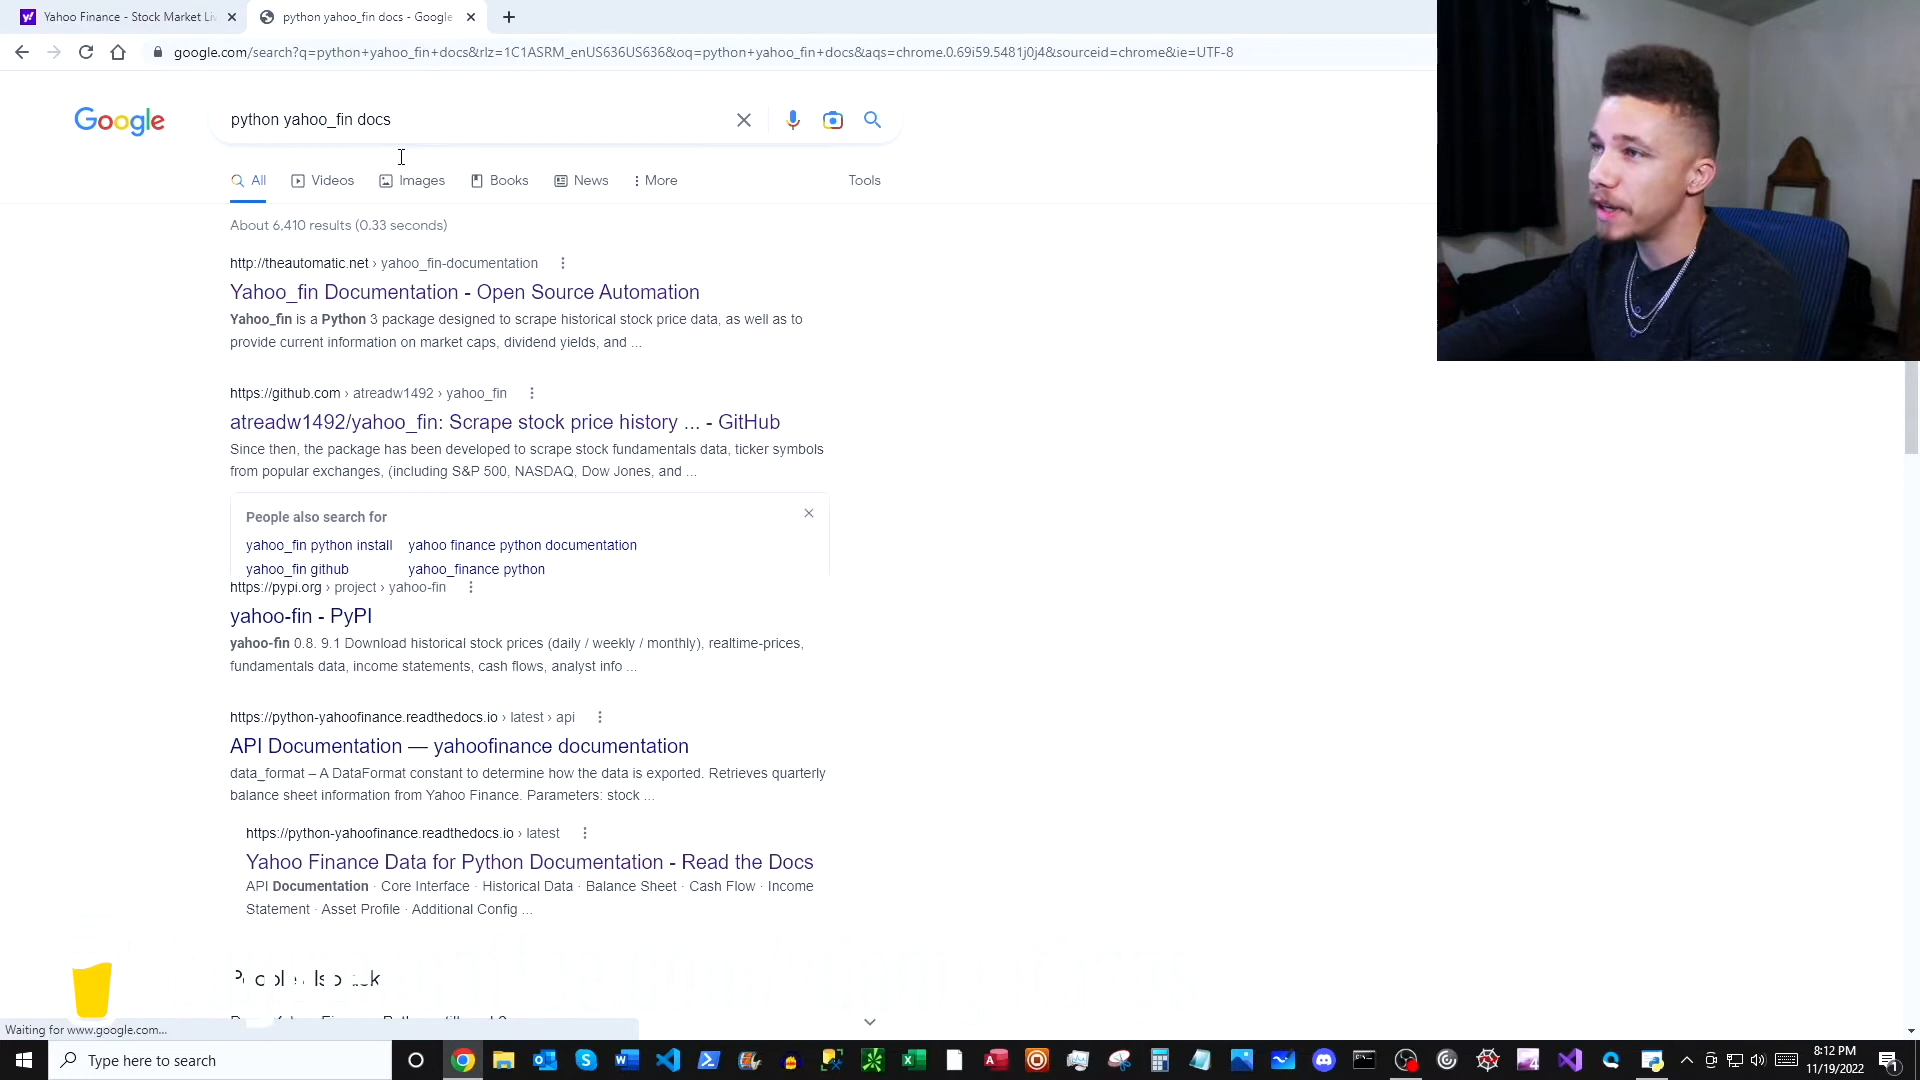 Yahoo Finance - Stock Market Li
python yahoo_fin docs - Google
google.com/search?q=python+yahoo_fin+docs&rlz=1C1ASRM_enUS636US636&oq=python+yahoo_fin+docs&aqs=chrome.0.69i59.5481j0j4&sourceid=chrome&ie=UTF-8
Google
python yahoo_fin docs
All Videos Images Books News More Tools
About 6,410 results (0.33 seconds)
http://theautomatic.net › yahoo_fin-documentation
Yahoo_fin Documentation - Open Source Automation
Yahoo_fin is a Python 3 package designed to scrape historical stock price data, as well as to
provide current information on market caps, dividend yields, and ...
https://github.com › atreadw1492 › yahoo_fin
atreadw1492/yahoo_fin: Scrape stock price history ... - GitHub
Since then, the package has been developed to scrape stock fundamentals data, ticker symbols
from popular exchanges, (including S&P 500, NASDAQ, Dow Jones, and ...
People also search for
yahoo_fin python install yahoo finance python documentation
yahoo_fin github yahoo_finance python
https://pypi.org › project › yahoo-fin
yahoo-fin - PyPI
yahoo-fin 0.8. 9.1 Download historical stock prices (daily / weekly / monthly), realtime-prices,
fundamentals data, income statements, cash flows, analyst info ...
https://python-yahoofinance.readthedocs.io › latest › api
API Documentation — yahoofinance documentation
data_format – A DataFormat constant to determine how the data is exported. Retrieves quarterly
balance sheet information from Yahoo Finance. Parameters: stock ...
https://python-yahoofinance.readthedocs.io › latest
Yahoo Finance Data for Python Documentation - Read the Docs
API Documentation · Core Interface · Historical Data · Balance Sheet · Cash Flow · Income
Statement · Asset Profile · Additional Config ...
Waiting for www.google.com...
Type here to search
8:12 PM
11/19/2022